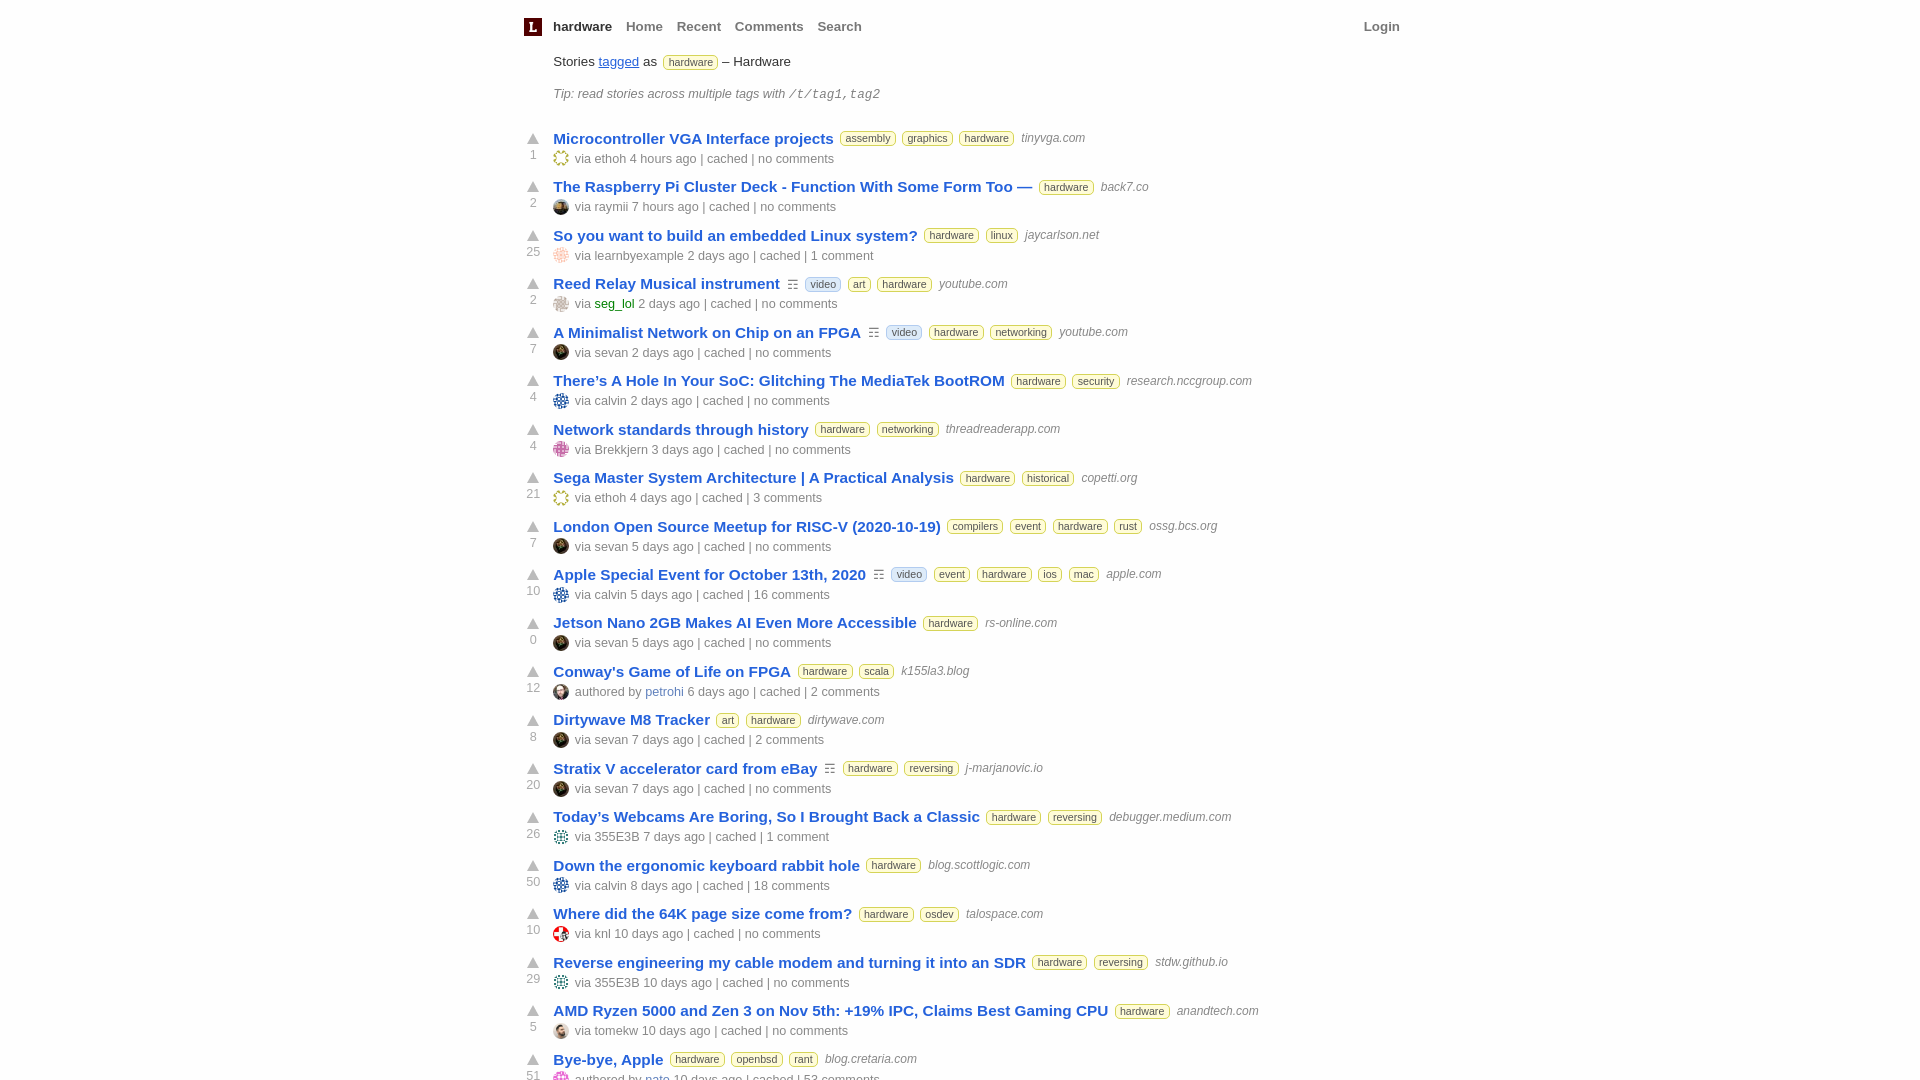 L hardware Home Recent Comments Search Login
Stories tagged as hardware – Hardware
Tip: read stories across multiple tags with /t/tag1,tag2
Microcontroller VGA Interface projects assembly graphics hardware tinyvga.com
1 via ethoh 4 hours ago | cached | no comments
The Raspberry Pi Cluster Deck - Function With Some Form Too — hardware back7.co
2 via raymii 7 hours ago | cached | no comments
So you want to build an embedded Linux system? hardware linux jaycarlson.net
25 via learnbyexample 2 days ago | cached | 1 comment
Reed Relay Musical instrument ☶ video art hardware youtube.com
2 via seg_lol 2 days ago | cached | no comments
A Minimalist Network on Chip on an FPGA ☶ video hardware networking youtube.com
7 via sevan 2 days ago | cached | no comments
There’s A Hole In Your SoC: Glitching The MediaTek BootROM hardware security research.nccgroup.com
4 via calvin 2 days ago | cached | no comments
Network standards through history hardware networking threadreaderapp.com
4 via Brekkjern 3 days ago | cached | no comments
Sega Master System Architecture | A Practical Analysis hardware historical copetti.org
21 via ethoh 4 days ago | cached | 3 comments
London Open Source Meetup for RISC-V (2020-10-19) compilers event hardware rust ossg.bcs.org
7 via sevan 5 days ago | cached | no comments
Apple Special Event for October 13th, 2020 ☶ video event hardware ios mac apple.com
10 via calvin 5 days ago | cached | 16 comments
Jetson Nano 2GB Makes AI Even More Accessible hardware rs-online.com
0 via sevan 5 days ago | cached | no comments
Conway's Game of Life on FPGA hardware scala k155la3.blog
12 authored by petrohi 6 days ago | cached | 2 comments
Dirtywave M8 Tracker art hardware dirtywave.com
8 via sevan 7 days ago | cached | 2 comments
Stratix V accelerator card from eBay ☶ hardware reversing j-marjanovic.io
20 via sevan 7 days ago | cached | no comments
Today’s Webcams Are Boring, So I Brought Back a Classic hardware reversing debugger.medium.com
26 via 355E3B 7 days ago | cached | 1 comment
Down the ergonomic keyboard rabbit hole hardware blog.scottlogic.com
50 via calvin 8 days ago | cached | 18 comments
Where did the 64K page size come from? hardware osdev talospace.com
10 via knl 10 days ago | cached | no comments
Reverse engineering my cable modem and turning it into an SDR hardware reversing stdw.github.io
29 via 355E3B 10 days ago | cached | no comments
AMD Ryzen 5000 and Zen 3 on Nov 5th: +19% IPC, Claims Best Gaming CPU hardware anandtech.com
5 via tomekw 10 days ago | cached | no comments
Bye-bye, Apple hardware openbsd rant blog.cretaria.com
51 authored by nato 10 days ago | cached | 53 comments